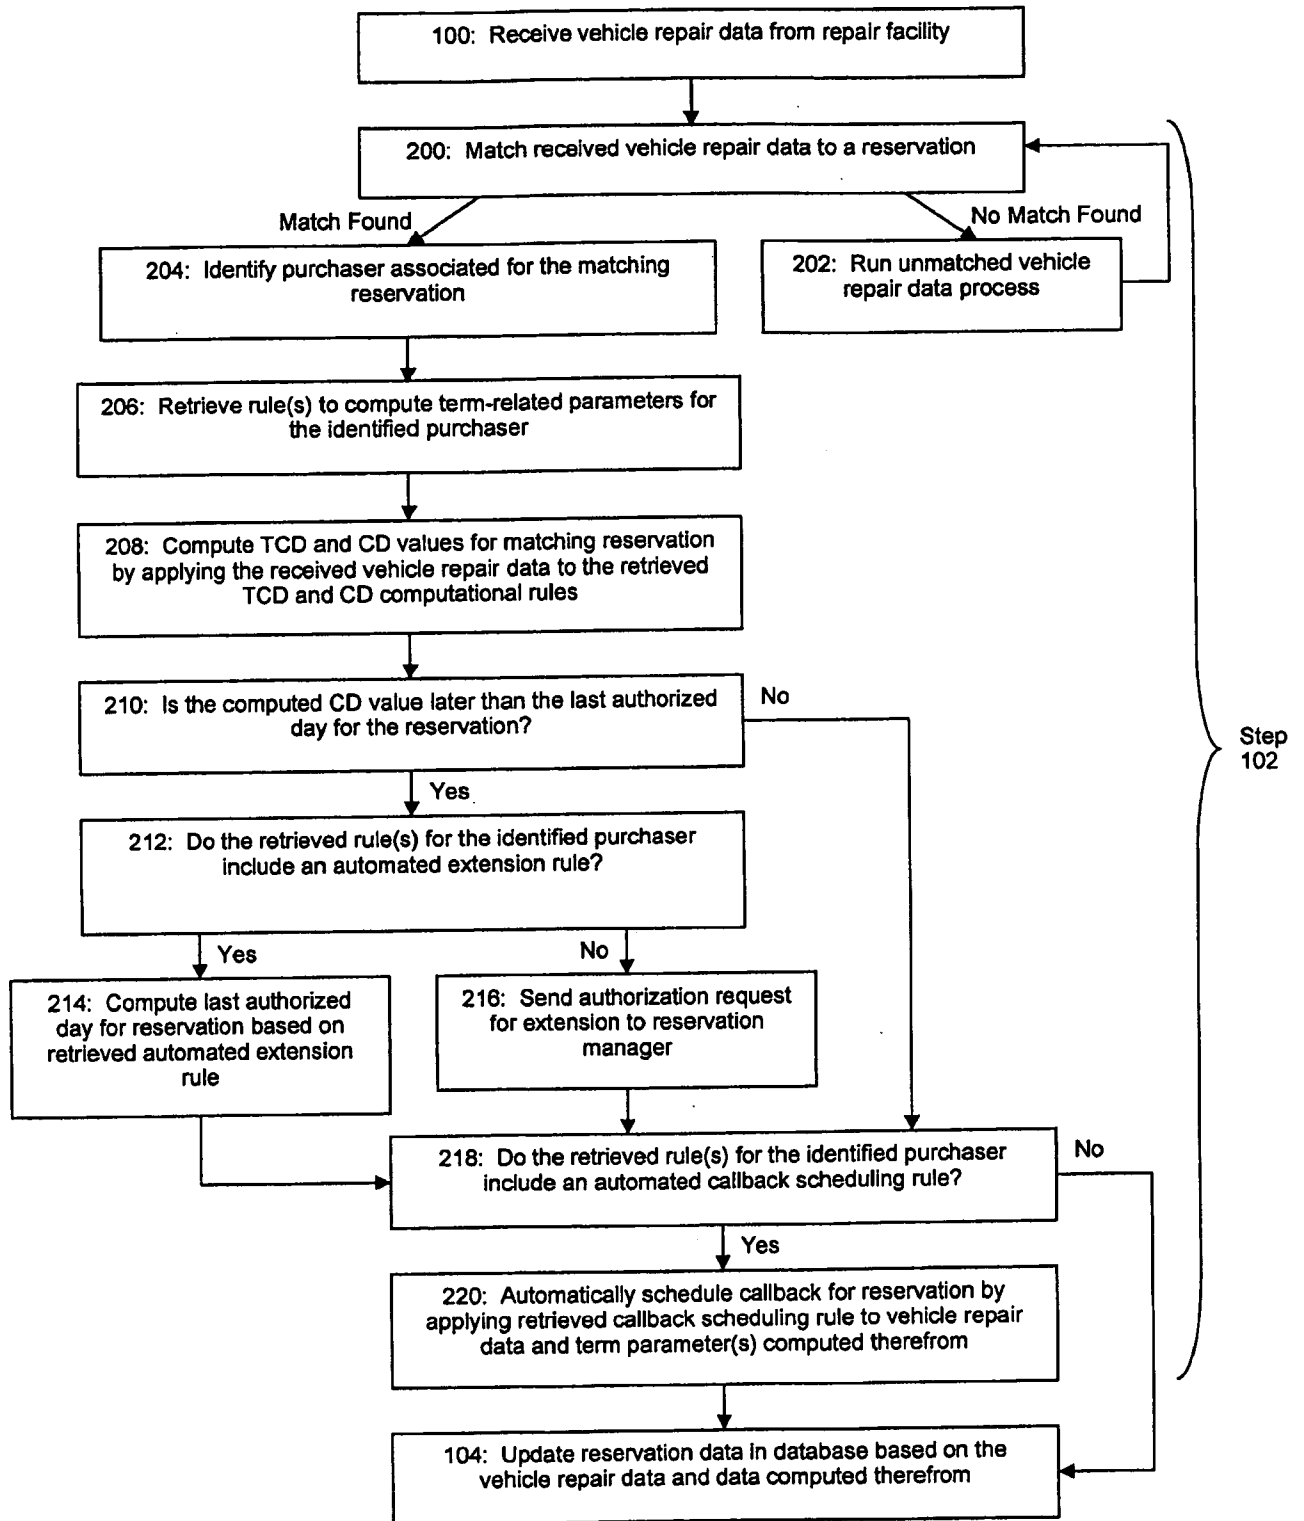 100: Receive vehicle repair data from repair facility
200: Match received vehicle repair data to a reservation
Match Found
No Match Found
204: Identify purchaser associated for the matching
reservation
202: Run unmatched vehicle
repair data process
206: Retrieve rule(s) to compute term-related parameters for
the identified purchaser
208: Compute TCD and CD values for matching reservation
by applying the received vehicle repair data to the retrieved
TCD and CD computational rules
210: Is the computed CD value later than the last authorized
day for the reservation?
No
Step
102
Yes
212: Do the retrieved rule(s) for the identified purchaser
include an automated extension rule?
Yes
No
214: Compute last authorized
day for reservation based on
retrieved automated extension
rule
216: Send authorization request
for extension to reservation
manager
218: Do the retrieved rule(s) for the identified purchaser
include an automated callback scheduling rule?
No
Yes
220: Automatically schedule callback for reservation by
applying retrieved callback scheduling rule to vehicle repair
data and term parameter(s) computed therefrom
104: Update reservation data in database based on the
vehicle repair data and data computed therefrom